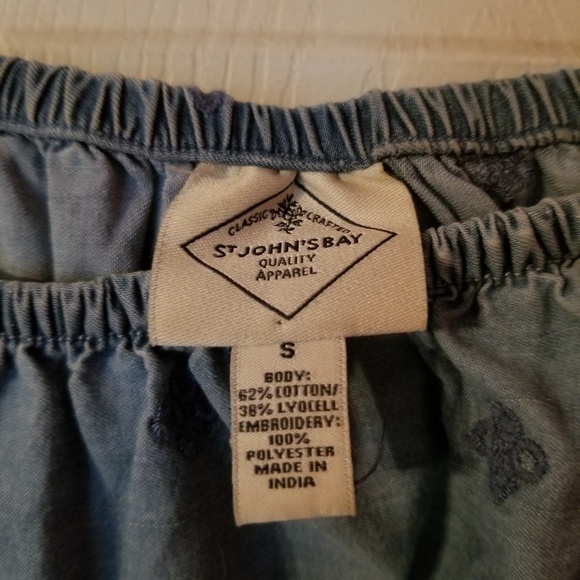 CLASSIC CRAFTED
ST JOHN'S BAY
QUALITY
APPAREL
S
BODY:
62% COTTON/
38% LYOCELL
EMBROIDERY:
100%
POLYESTER
MADE IN
INDIA